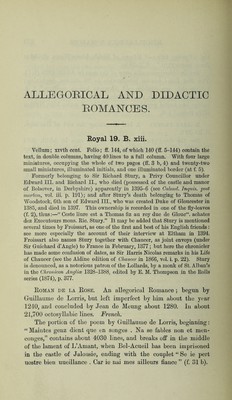 ALLEGORICAL AND DIDACTIC
ROMANCES.
Royal 19. B. xiii.
Vellum; xivth cent. Folio; ff. 144, of which 140 (ff. 5-144) contain the
text, in double columns, having 40 lines to a full column. With four large
miniatures, occupying the whole of two pages (ff. 3 b, 4) and twenty-two
small miniatures, illuminated initials, and one illuminated border (at f. 5).
Formerly belonging to Sir Richard Stury, a Privy Councillor under
Edward III. and Richard II., who died (possessed of the castle and manor
of Bolsover, in Derbyshire) apparently in 1395-6 (see Calend. Inquis. post
mortem, vol. iii. p. 191); and after Stury's death belonging to Thomas of
Woodstock, 6th son of Edward III., who was created Duke of Gloucester in
1385, and died in 1397. This ownership is recorded in one of the fly-leaves
(f. 2), thus:—" Ceste liure est a Thomas fiz au roy duc de Glouc', achates
dez Executours mons. Ric. Stury." It may be added that Stury is mentioned
several times by Froissart, as one of the first and best of his English friends:
see more especially the account of their interview at Eltham in 1394.
Froissart also names Stury together with Chaucer, as joint envoys (under
Sir Guichard d'Angle) to France in February, 1377; but here the chronicler
has made some confusion of dates, as Sir Harris Nicolas remarks in his Life
of Chaucer (see the Aldine edition of Chaucer in 1866, vol. i. p. 22). Stury
is denounced, as a notorious patron of the Lollards, by a monk of St. Alban's
in the Chronicon Angliæ 1328-1388, edited by E. M. Thompson in the Rolls
series (1874), p. 377.
ROMAN DE LA ROSE. An allegorical Romance; begun by
Guillaume de Lorris, but left imperfect by him about the year
1240, and concluded by Jean de Meung about 1280. In about
21,700 octosyllabic lines. French.
The portion of the poem by Guillaume de Lorris, beginning:
"Maintes genz dient que en songes . Na se fables non et men-
conges," contains about 4030 lines, and breaks off in the middle
of the lament of L'Amant, when Bel-Acueil has been imprisoned
in the castle of Jalousie, ending with the couplet "Se ie pert
uostre bien uueillance . Car ie nai mes aillieurs fiance" (f. 31 b).